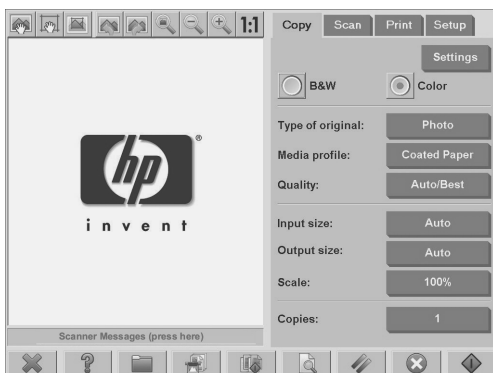 1:1
Copy Scan Print Setup
Settings
B&W Color
Type of original: Photo
Media profile: Coated Paper
Quality: Auto/Best
Input size: Auto
Output size: Auto
Scale: 100%
Copies: 1
hp®
invent
Scanner Messages (press here)